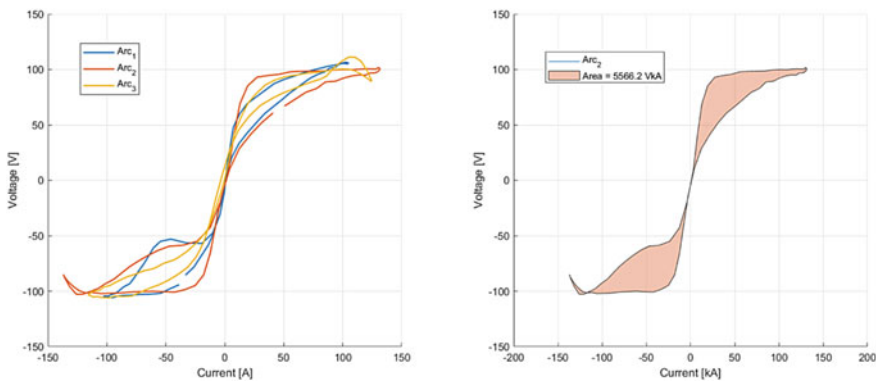 150
100
50
0
-50
-100
-150
Voltage [V]
Arc1
Arc2
Arc3
-150 -100 -50 0 50 100 150
Current [A]
150
100
50
0
-50
-100
-150
Voltage [V]
Arc2
Area = 5566.2 VkA
-200 -150 -100 -50 0 50 100 150 200
Current [kA]